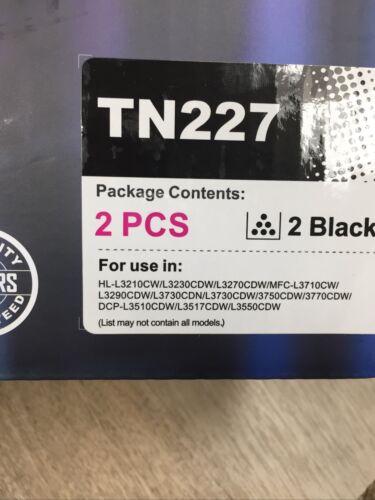 TN227
Package Contents:
2 PCS
2 Black
For use in:
HL-L3210CW/L3230CDW/L3270CDW/MFC-L3710CW/
L3290CDW/L3730CDN/L3730CDW/3750CDW/3770CDW/
DCP-L3510CDW/L3517CDW/L3550CDW
(List may not contain all models.)